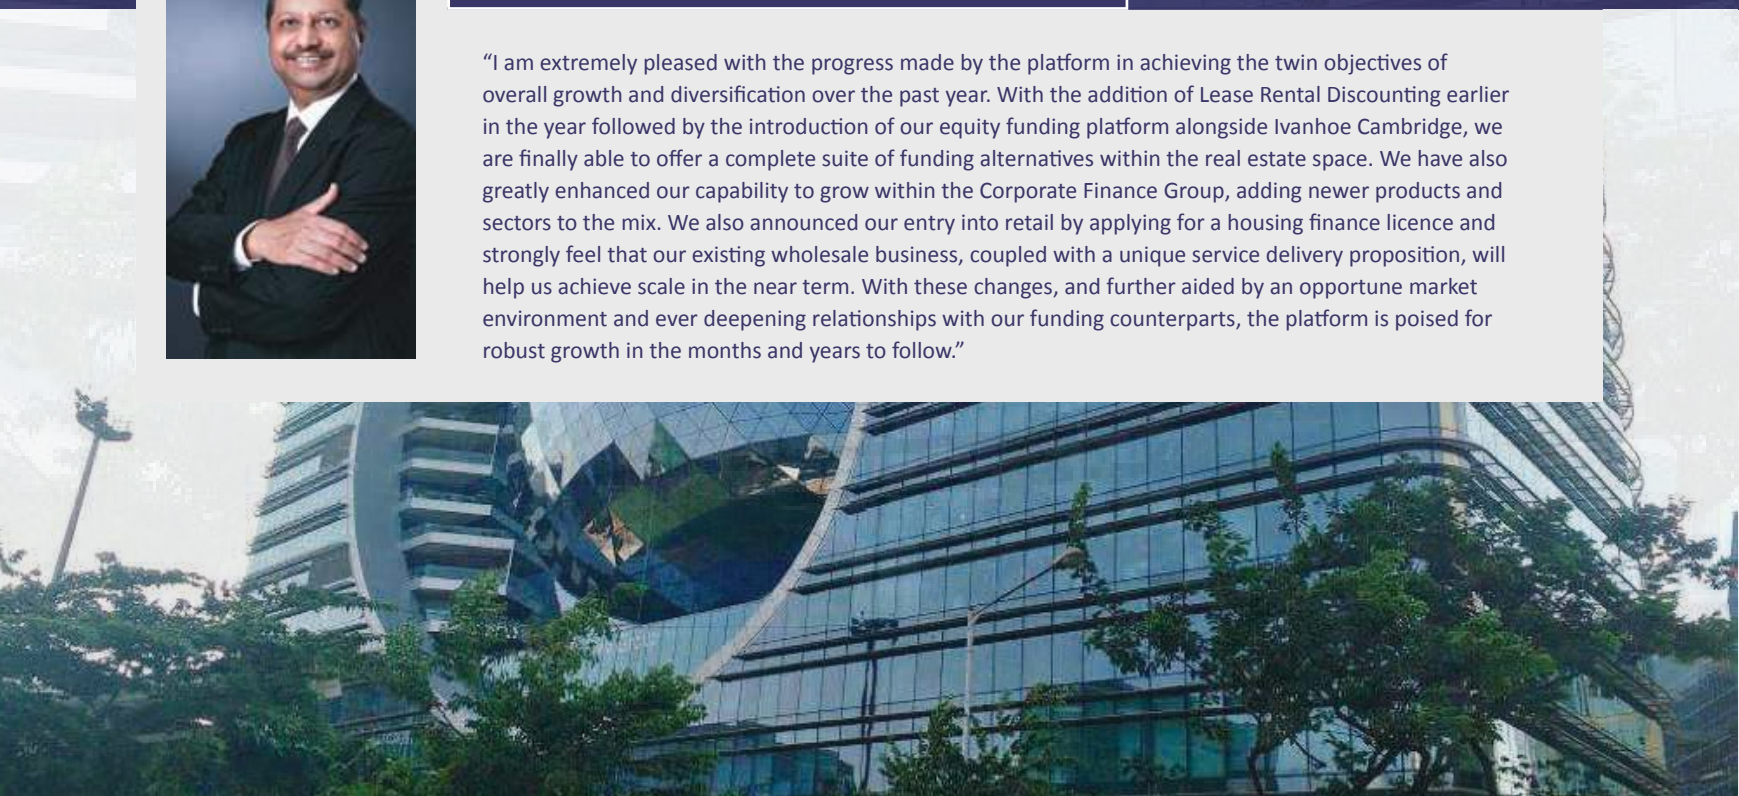 “I am extremely pleased with the progress made by the platform in achieving the twin objectives of
overall growth and diversification over the past year. With the addition of Lease Rental Discounting earlier
in the year followed by the introduction of our equity funding platform alongside Ivanhoe Cambridge, we
are finally able to offer a complete suite of funding alternatives within the real estate space. We have also
greatly enhanced our capability to grow within the Corporate Finance Group, adding newer products and
sectors to the mix. We also announced our entry into retail by applying for a housing finance licence and
strongly feel that our existing wholesale business, coupled with a unique service delivery proposition, will
help us achieve scale in the near term. With these changes, and further aided by an opportune market
environment and ever deepening relationships with our funding counterparts, the platform is poised for
robust growth in the months and years to follow.”